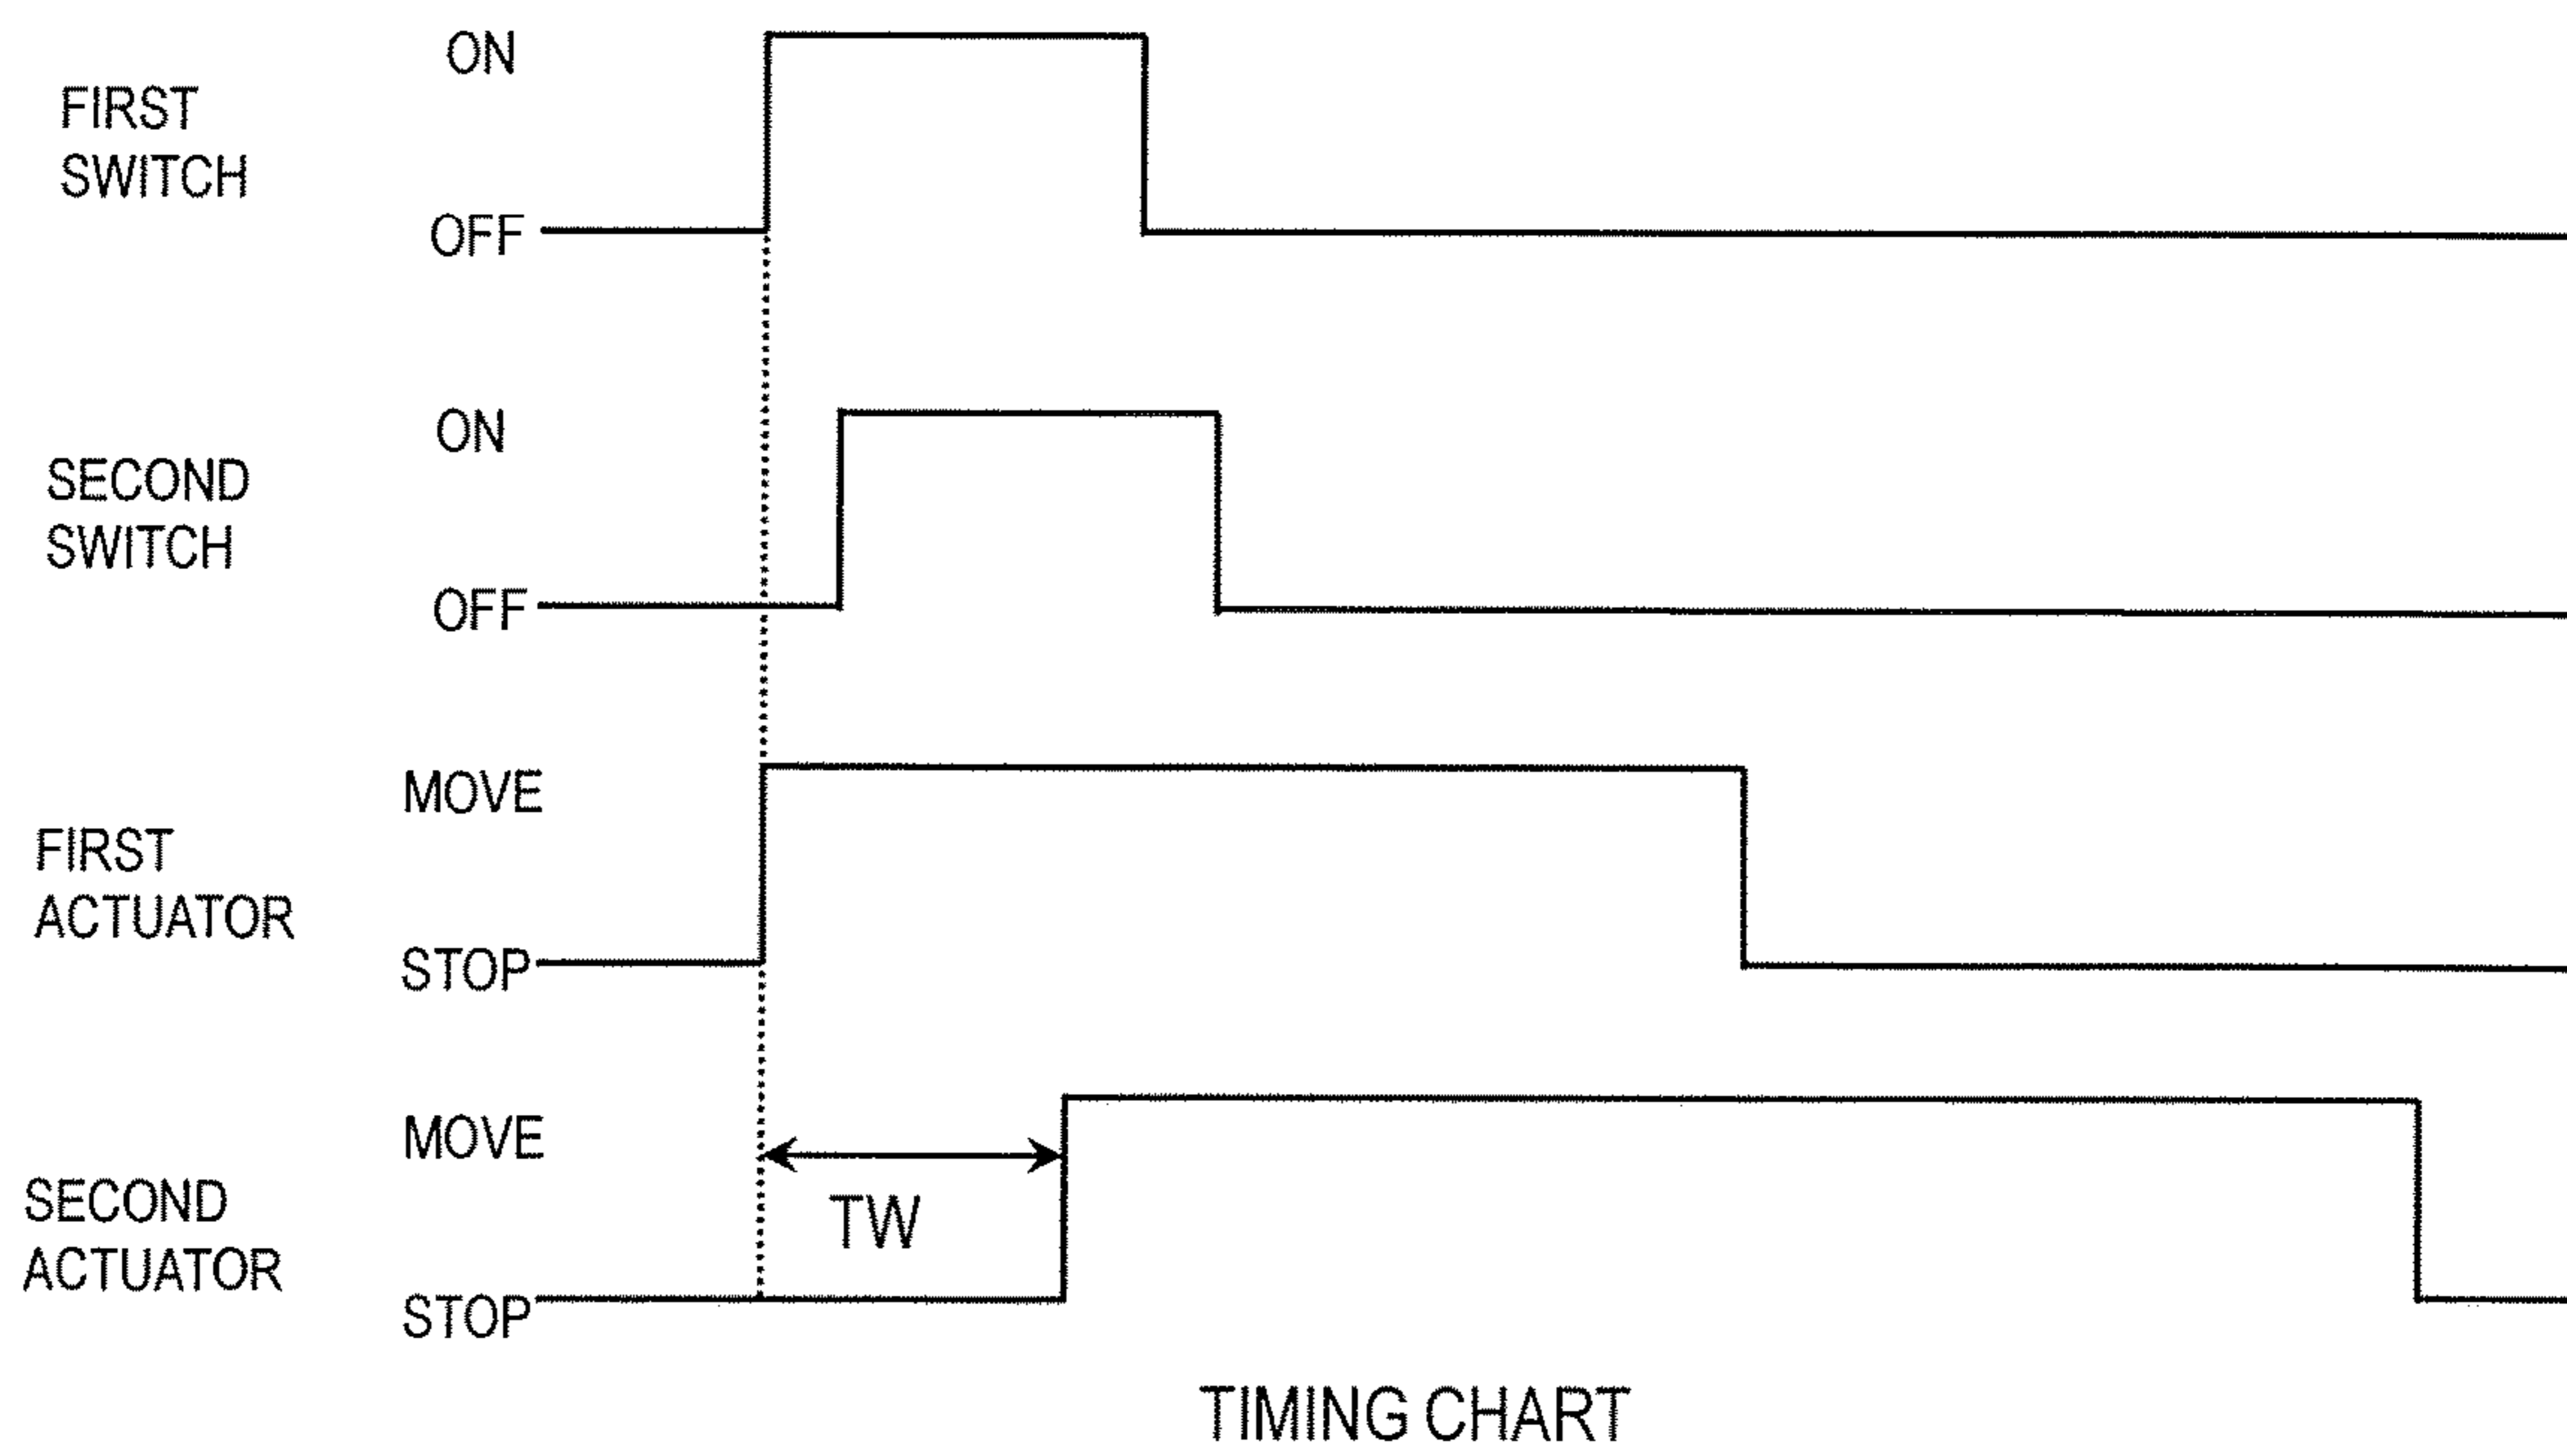 ON
FIRST
SWITCH
OFF
ON
SECOND
SWITCH
OFF
MOVE
FIRST
ACTUATOR
STOP
MOVE
SECOND
TW
ACTUATOR
STOP
TIMING CHART